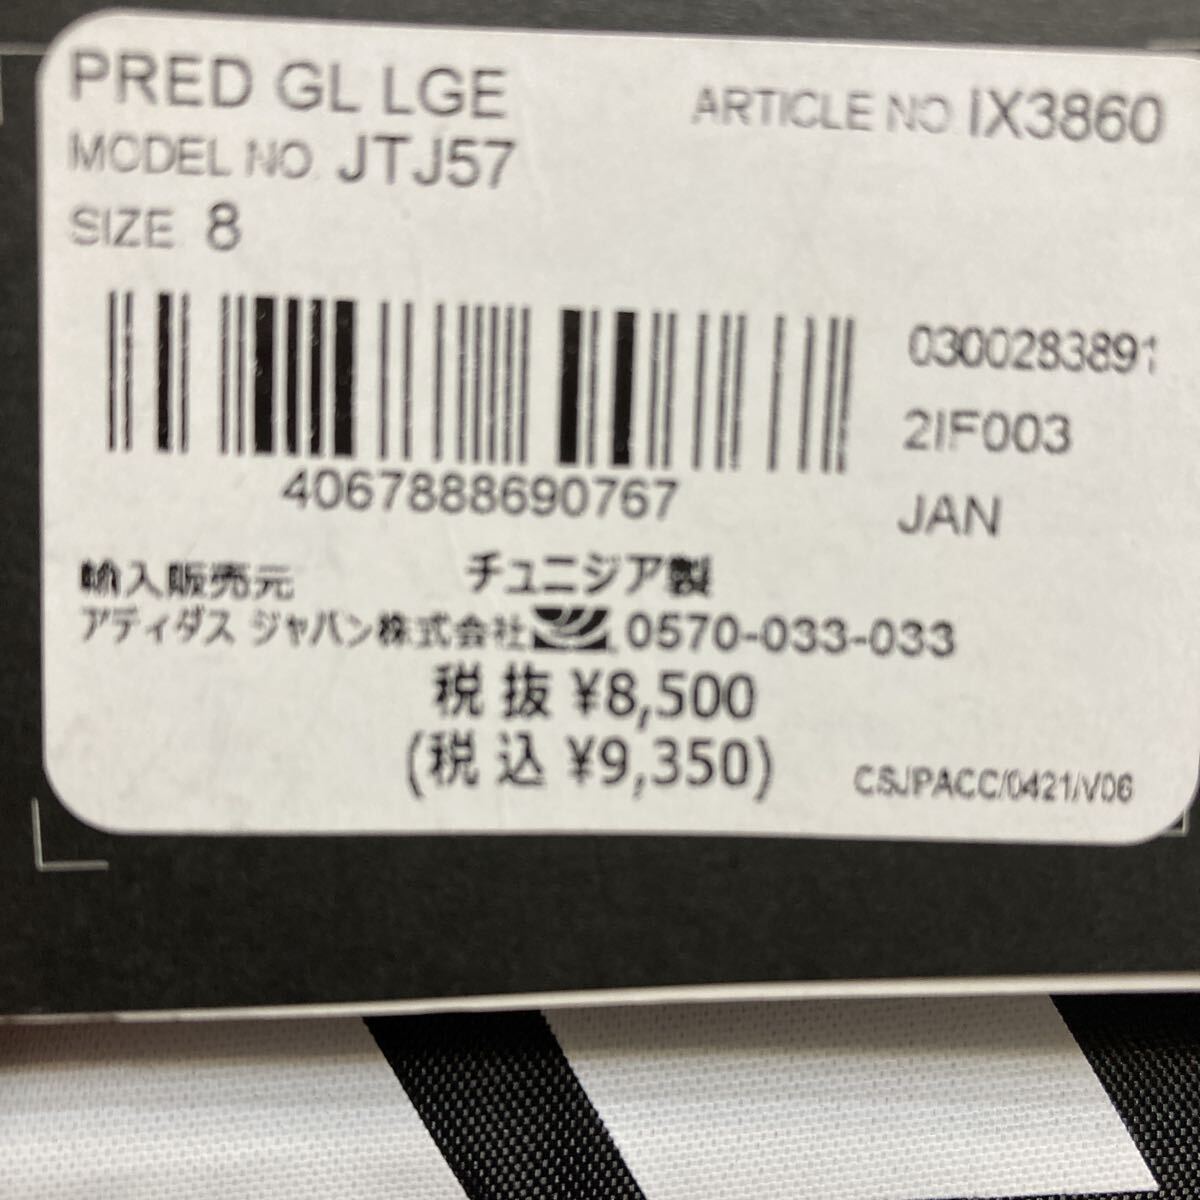 PRED GL LGE
ARTICLE NO. IX3860
MODEL NO. JTJ57
SIZE 8
0300283891
2IF003
4067888690767
JAN
輸入販売元 チュニジア製
アディダス ジャパン株式会社 0570-033-033
税 抜 ¥8,500
(税 込 ¥9,350)
CSJPACC/0421/V06